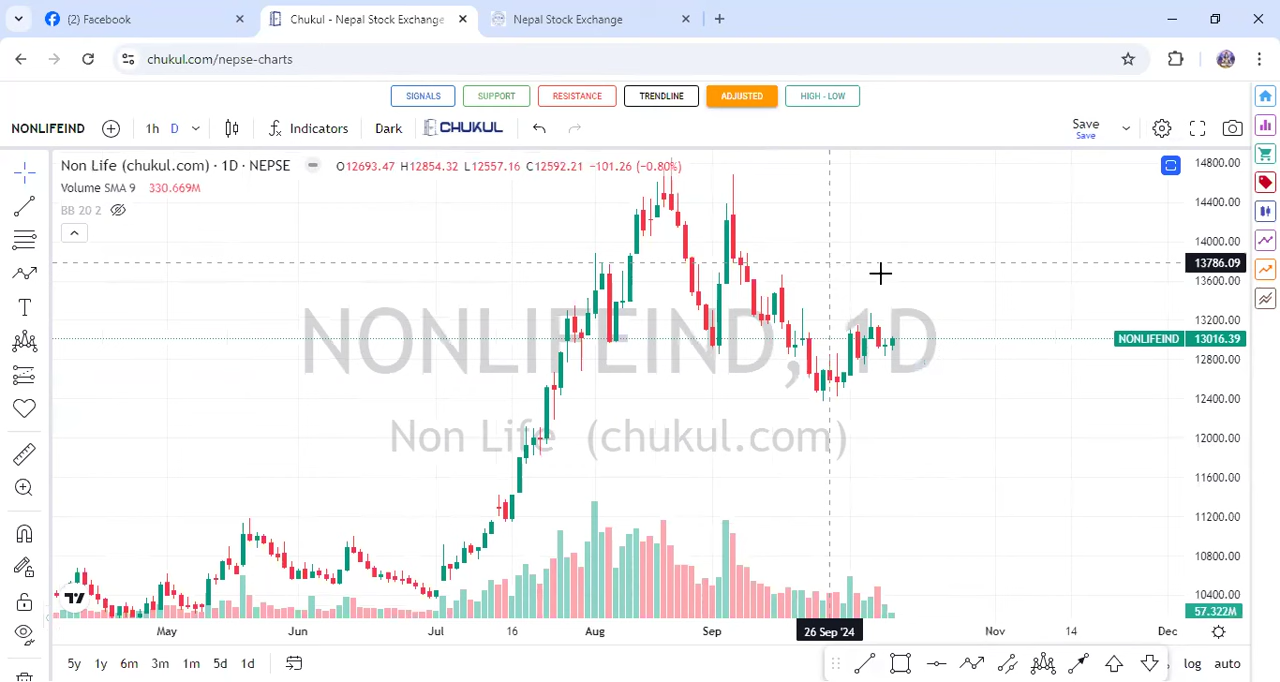 (2) Facebook
Chukul - Nepal Stock Exchange
Nepal Stock Exchange
chukul.com/nepse-charts
SIGNALS
SUPPORT
RESISTANCE
TRENDLINE
ADJUSTED
HIGH - LOW
NONLIFEIND
1h
D
Indicators
Dark
CHUKUL
Save
Save
Non Life (chukul.com) · 1D · NEPSE
O12693.47 H12854.32 L12557.16 C12592.21 −101.26 (−0.80%)
Volume SMA 9 330.669M
BB 20 2
NONLIFEIND, 1D
Non Life (chukul.com)
14800.00
14400.00
14000.00
13786.09
13600.00
13200.00
NONLIFEIND 13016.39
12800.00
12400.00
12000.00
11600.00
11200.00
10800.00
10400.00
57.322M
May
Jun
Jul
16
Aug
Sep
26 Sep '24
Nov
14
Dec
5y
1y
6m
3m
1m
5d
1d
log
auto